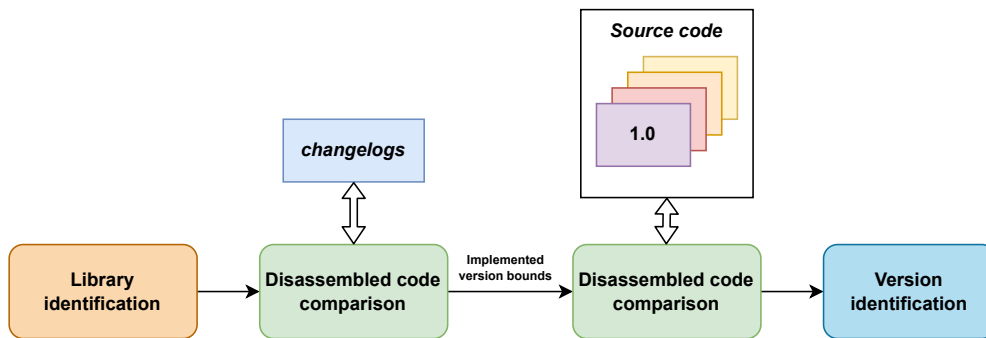 Source code
1.0
changelogs
Library
identification
Disassembled code
comparison
Implemented
version bounds
Disassembled code
comparison
Version
identification